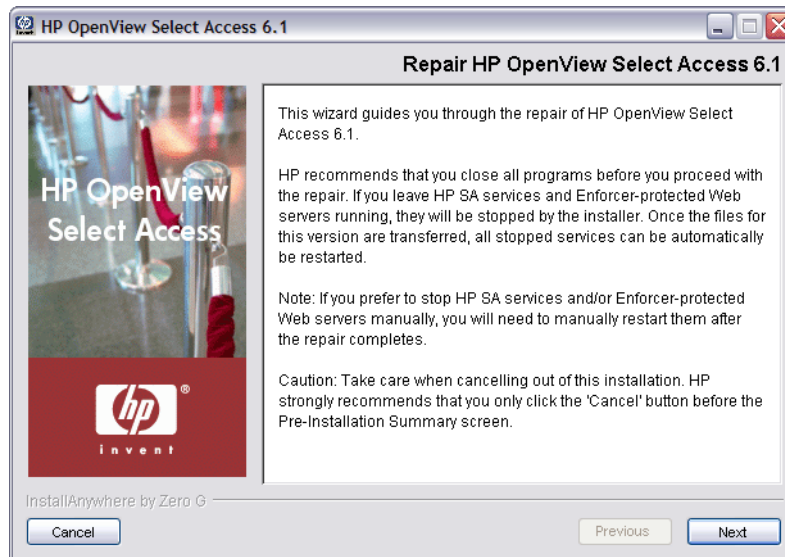 HP OpenView Select Access 6.1
Repair HP OpenView Select Access 6.1
HP OpenView
Select Access
hp
®
invent
This wizard guides you through the repair of HP OpenView Select
Access 6.1.
HP recommends that you close all programs before you proceed with
the repair. If you leave HP SA services and Enforcer-protected Web
servers running, they will be stopped by the installer. Once the files for
this version are transferred, all stopped services can be automatically
be restarted.
Note: If you prefer to stop HP SA services and/or Enforcer-protected
Web servers manually, you will need to manually restart them after
the repair completes.
Caution: Take care when cancelling out of this installation. HP
strongly recommends that you only click the 'Cancel' button before the
Pre-Installation Summary screen.
InstallAnywhere by Zero G
Cancel
Previous
Next